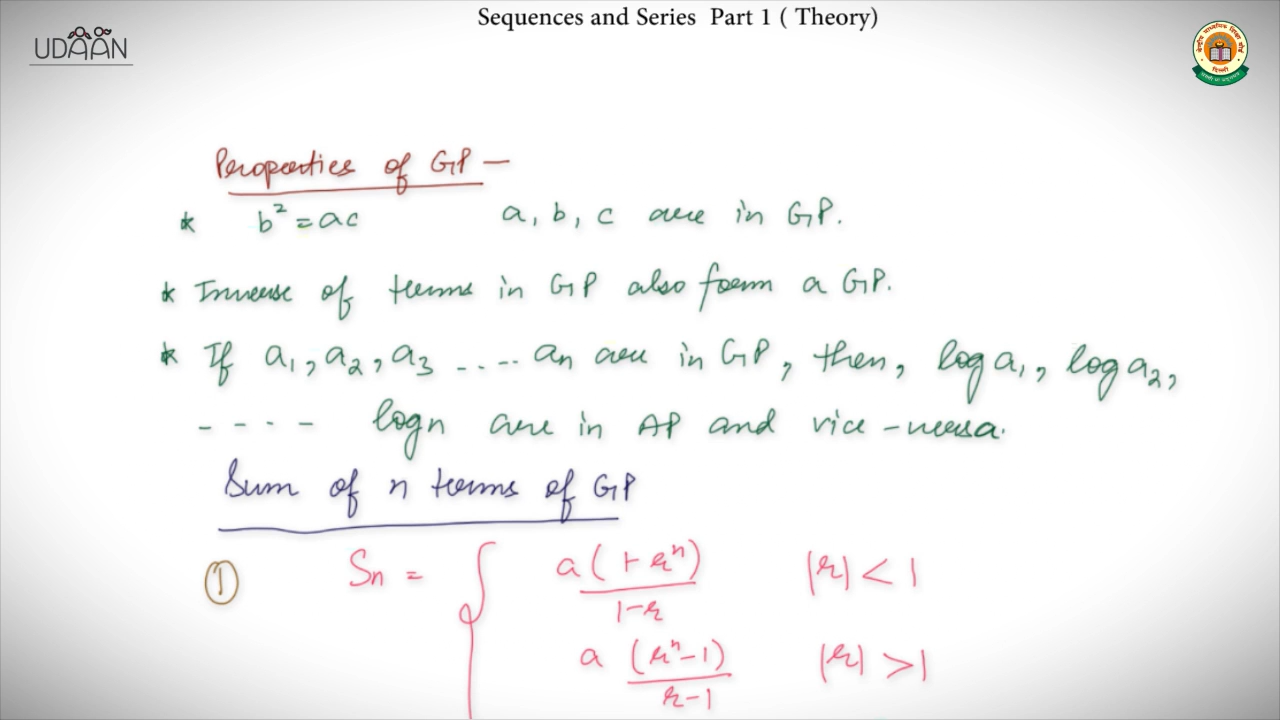 Sequences and Series Part 1 ( Theory)
UDAAN
Properties of GP –
* b² = ac a, b, c are in GP.
* Inverse of terms in GP also form a GP.
* If a₁, a₂, a₃ ..... aₙ are in GP, then, log a₁, log a₂,
- - - - - log n are in AP and vice-versa.
Sum of n terms of GP
① Sₙ = { a(1-rⁿ)/1-r |r| < 1
a (rⁿ-1)/r-1 |r| > 1